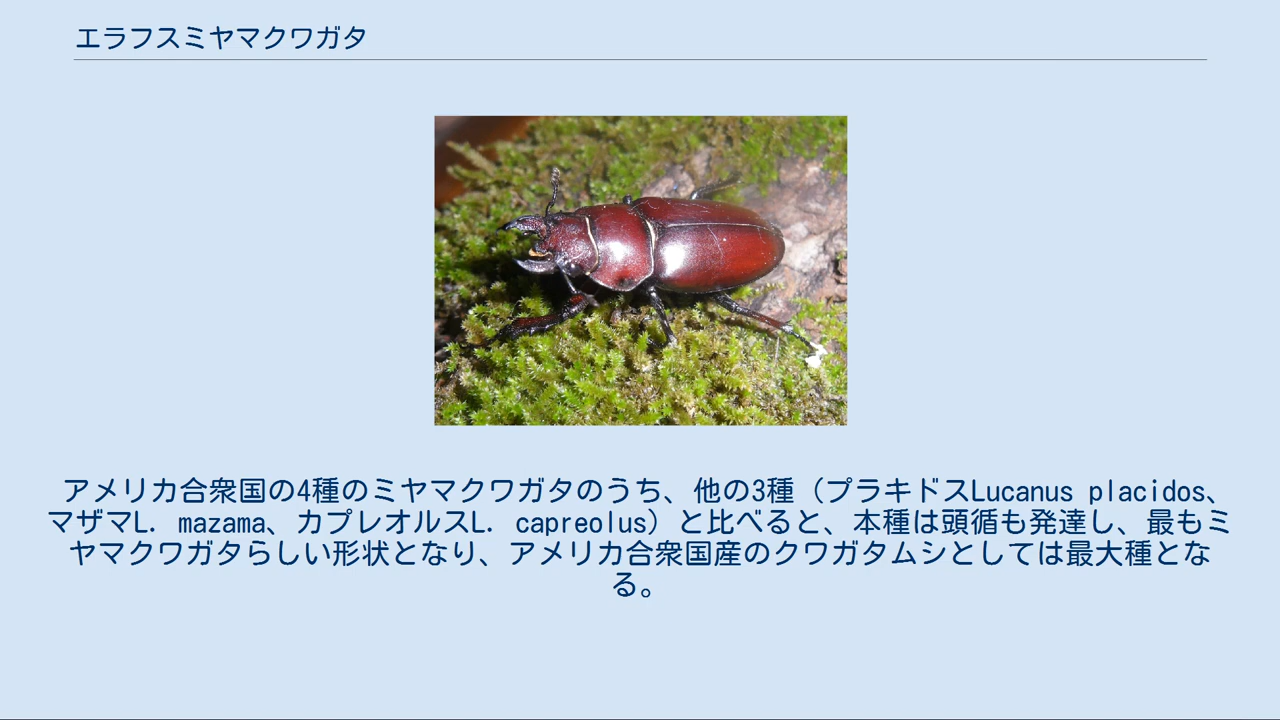 エラフスミヤマクワガタ
アメリカ合衆国の4種のミヤマクワガタのうち、他の3種（プラキドスLucanus placidos、
マザマL. mazama、カプレオルスL. capreolus）と比べると、本種は頭循も発達し、最もミ
ヤマクワガタらしい形状となり、アメリカ合衆国産のクワガタムシとしては最大種とな
る。